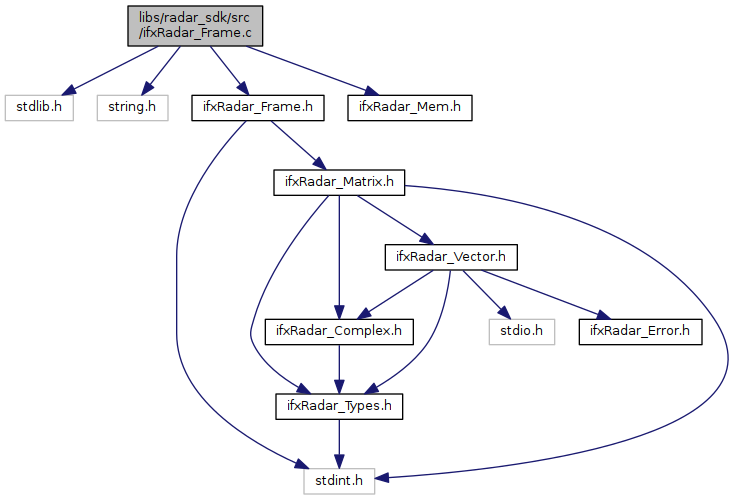 libs/radar_sdk/src
/ifxRadar_Frame.c
stdlib.h
string.h
ifxRadar_Frame.h
ifxRadar_Mem.h
ifxRadar_Matrix.h
ifxRadar_Vector.h
ifxRadar_Complex.h
stdio.h
ifxRadar_Error.h
ifxRadar_Types.h
stdint.h